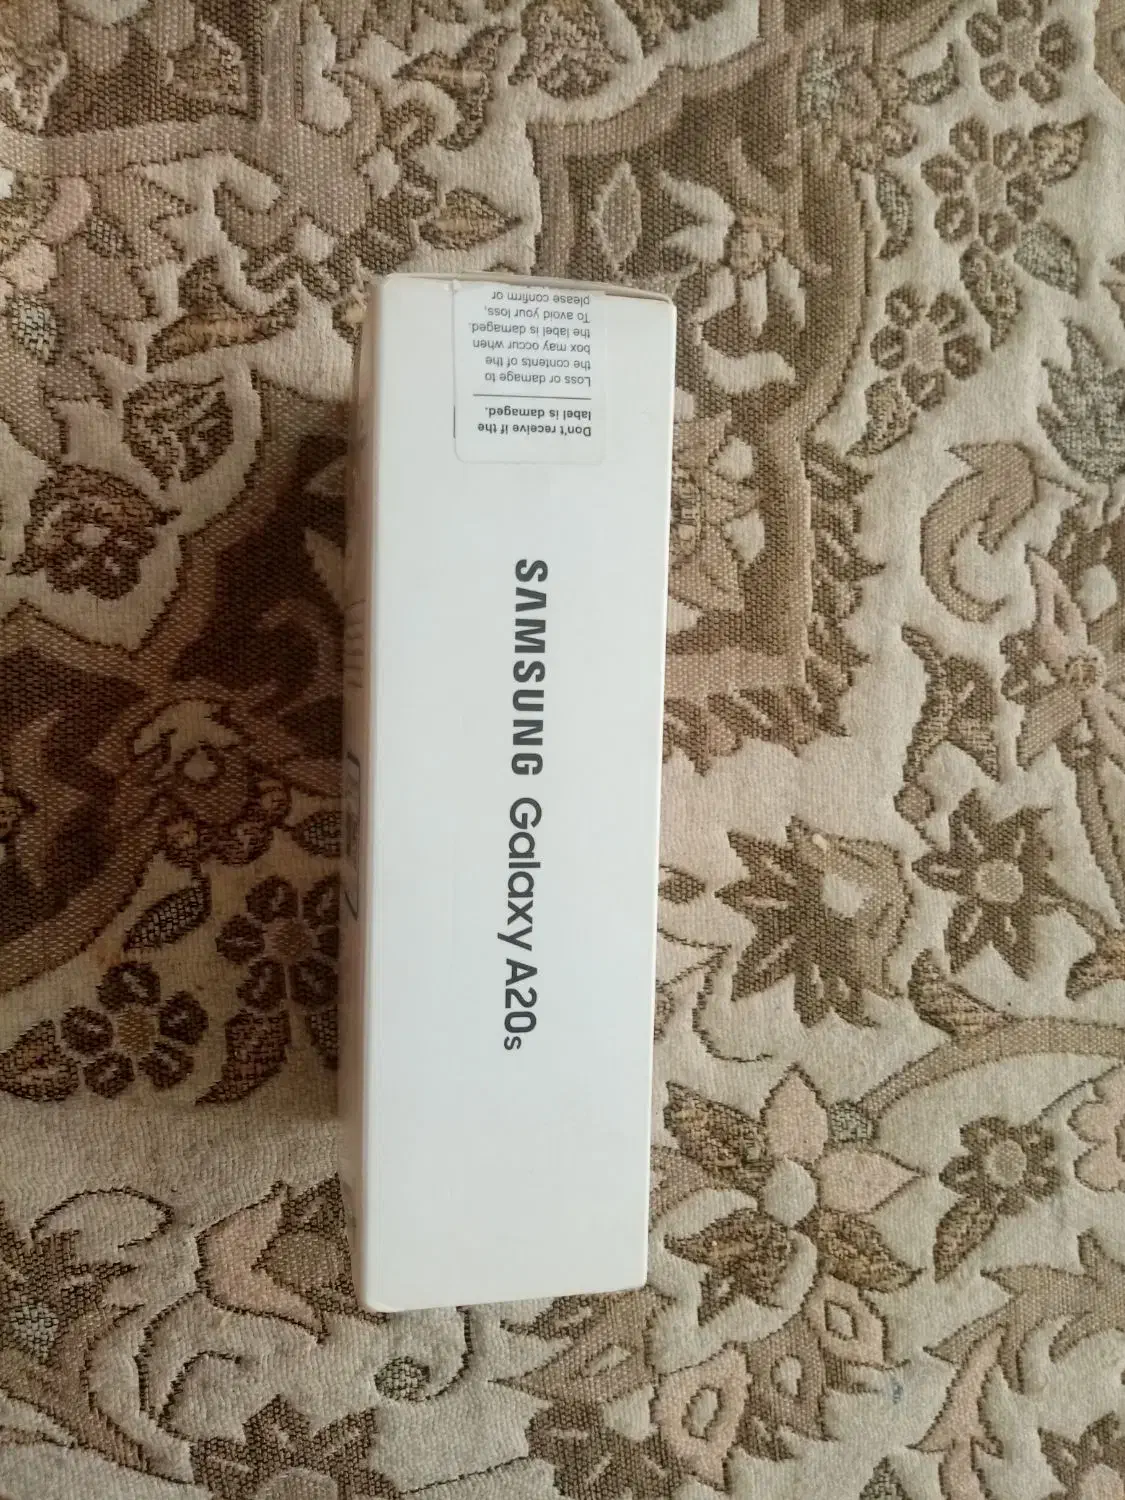 Don't receive if the
label is damaged.
Loss or damage to
the contents of the
box may occur when
the label is damaged.
To avoid your loss,
please confirm or
SAMSUNG Galaxy A20s